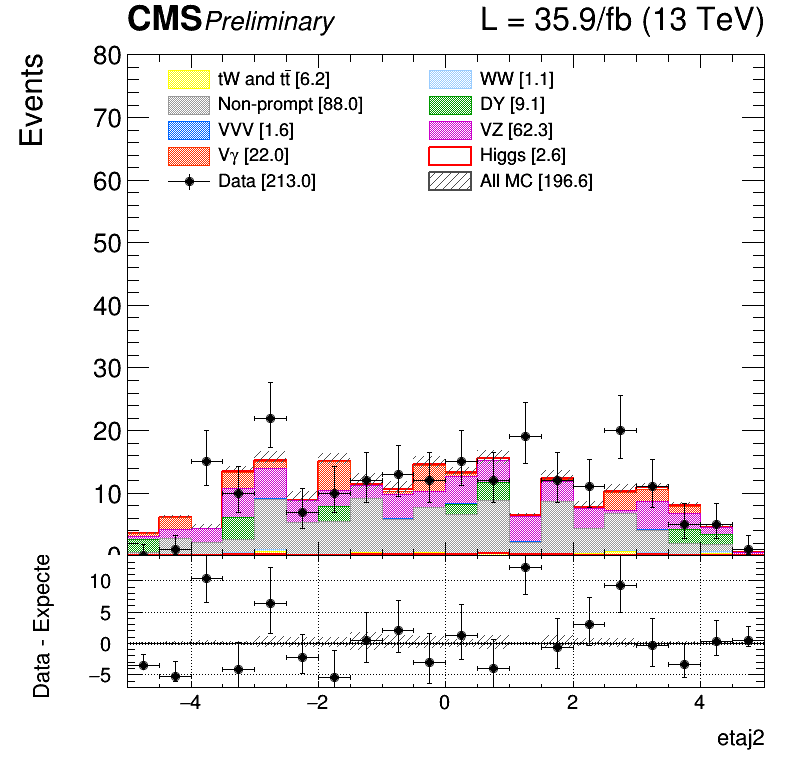 CMS Preliminary L = 35.9/fb (13 TeV)
Events
80
70
60
50
40
30
20
10
0
tW and tt̄ [6.2]
WW [1.1]
Non-prompt [88.0]
DY [9.1]
VVV [1.6]
VZ [62.3]
Vγ [22.0]
Higgs [2.6]
Data [213.0]
All MC [196.6]
Data - Expecte
10
5
0
−5
−4 −2 0 2 4
etaj2